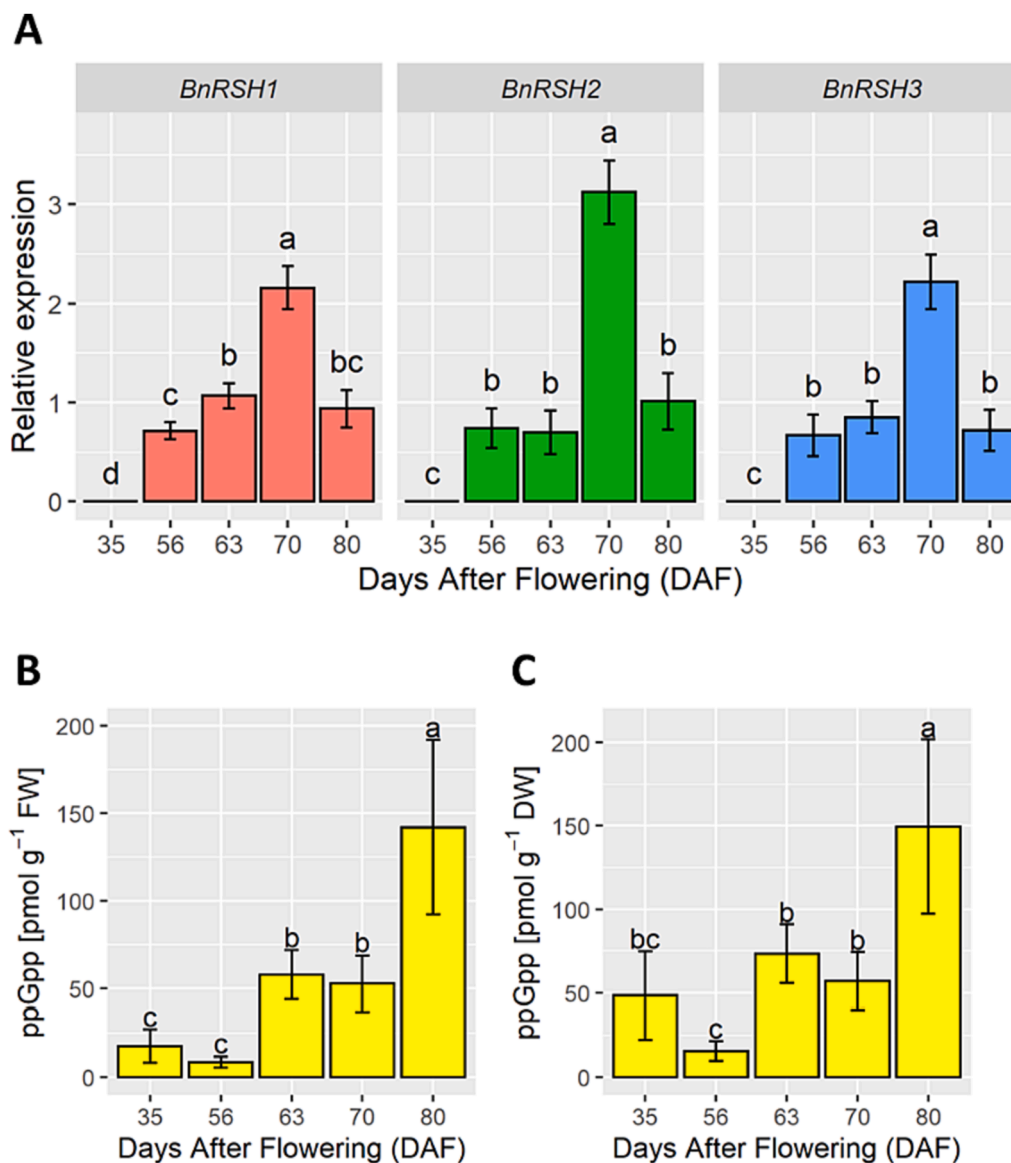 A
BnRSH1 BnRSH2 BnRSH3
a
3
a
a
Relative expression
2
b bc
c b b b b b b
1
d c c
0
35 56 63 70 80 35 56 63 70 80 35 56 63 70 80
Days After Flowering (DAF)
B
ppGpp [pmol g⁻¹ FW]
200
150
100
50
0
c c b b a
35 56 63 70 80
Days After Flowering (DAF)
C
ppGpp [pmol g⁻¹ DW]
200
150
100
50
0
bc c b b a
35 56 63 70 80
Days After Flowering (DAF)